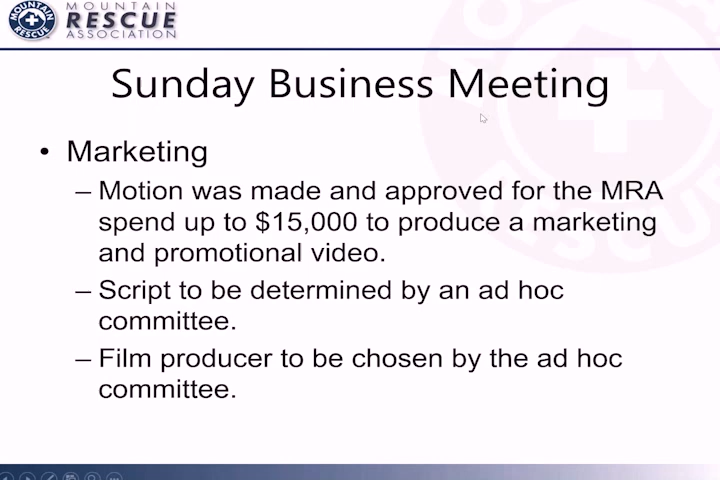 MOUNTAIN
RESCUE
ASSOCIATION
MOUNTAIN
RESCUE
Sunday Business Meeting
• Marketing
– Motion was made and approved for the MRA
spend up to $15,000 to produce a marketing
and promotional video.
– Script to be determined by an ad hoc
committee.
– Film producer to be chosen by the ad hoc
committee.